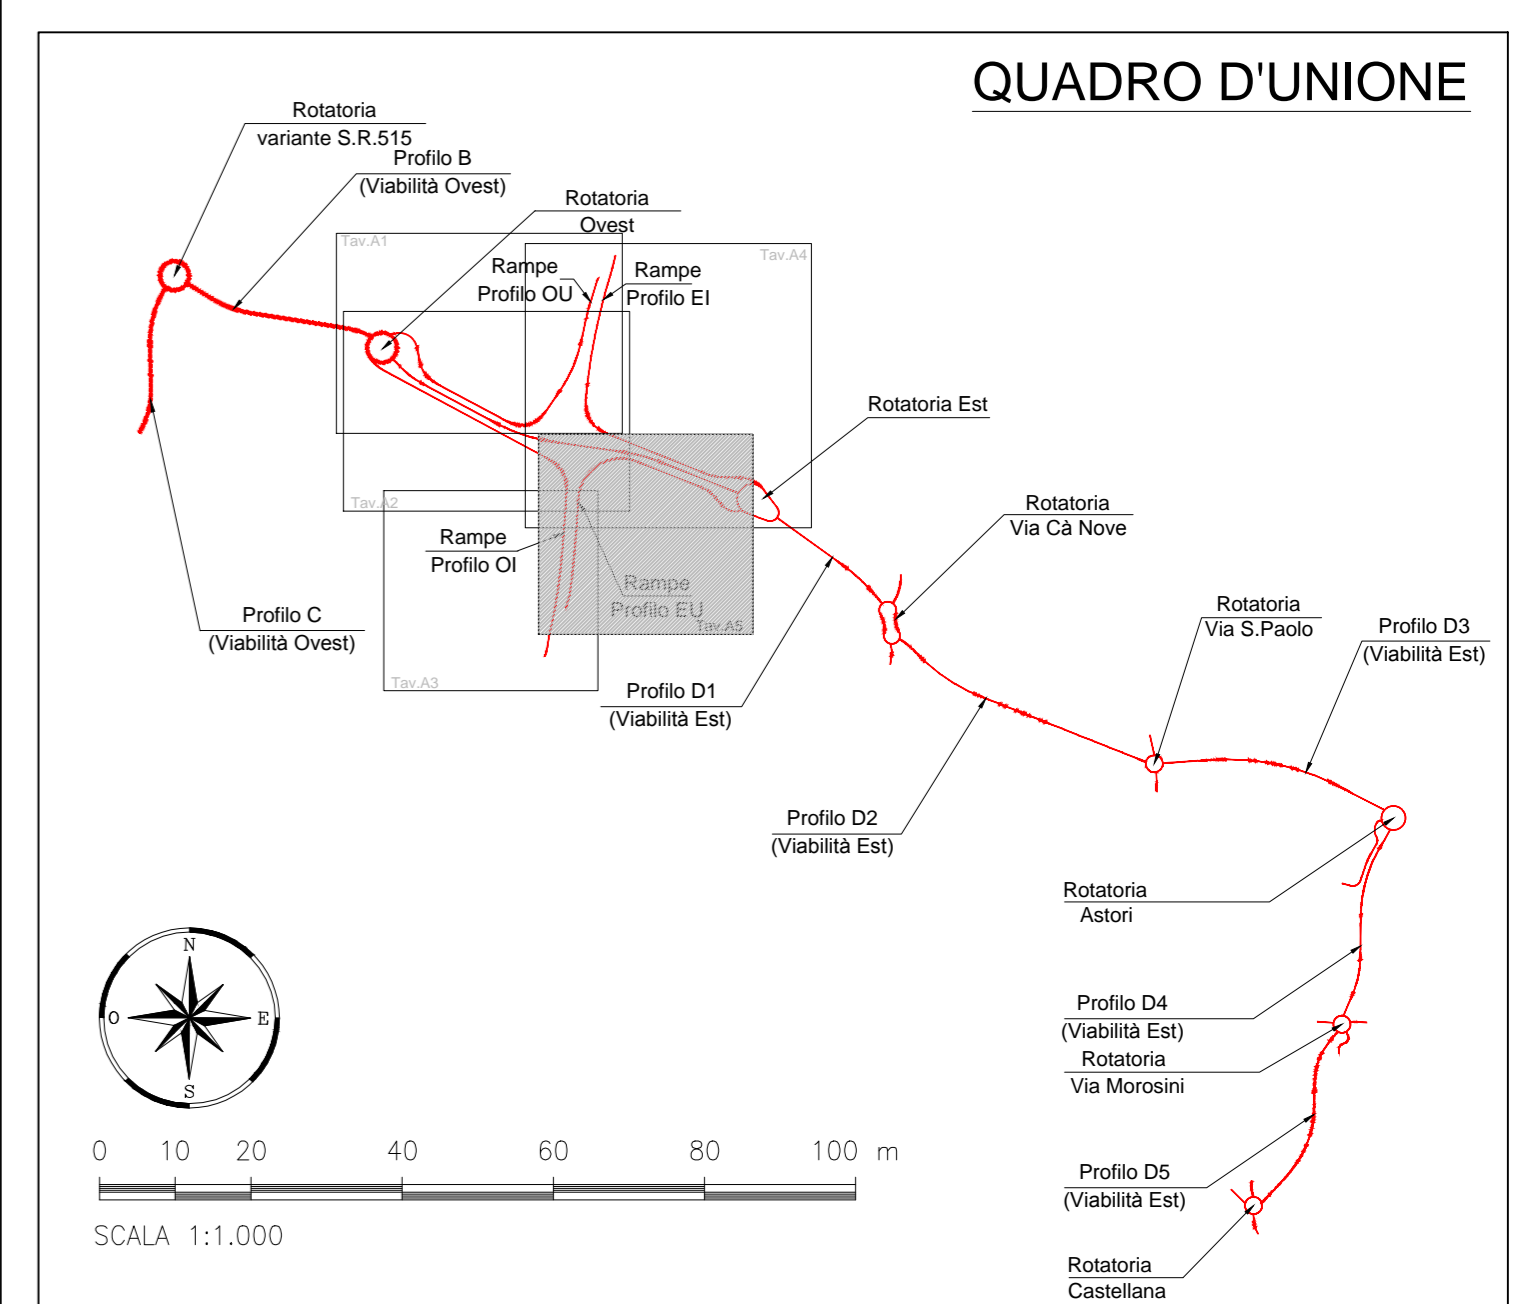 QUADRO D'UNIONE
Rotatoria
variante S.R.515
Profilo B
(Viabilità Ovest)
Rotatoria
Ovest
Tav.A1
Tav.A4
Rampe
Profilo OU
Rampe
Profilo EI
Rotatoria Est
Tav.A2
Rotatoria
Via Cà Nove
Rampe
Profilo OI
Rampe
Profilo EU
Tav.A5
Profilo C
(Viabilità Ovest)
Rotatoria
Via S.Paolo
Profilo D3
(Viabilità Est)
Tav.A3
Profilo D1
(Viabilità Est)
Profilo D2
(Viabilità Est)
Rotatoria
Astori
N
O
E
S
Profilo D4
(Viabilità Est)
Rotatoria
Via Morosini
0 10 20 40 60 80 100 m
SCALA 1:1.000
Profilo D5
(Viabilità Est)
Rotatoria
Castellana